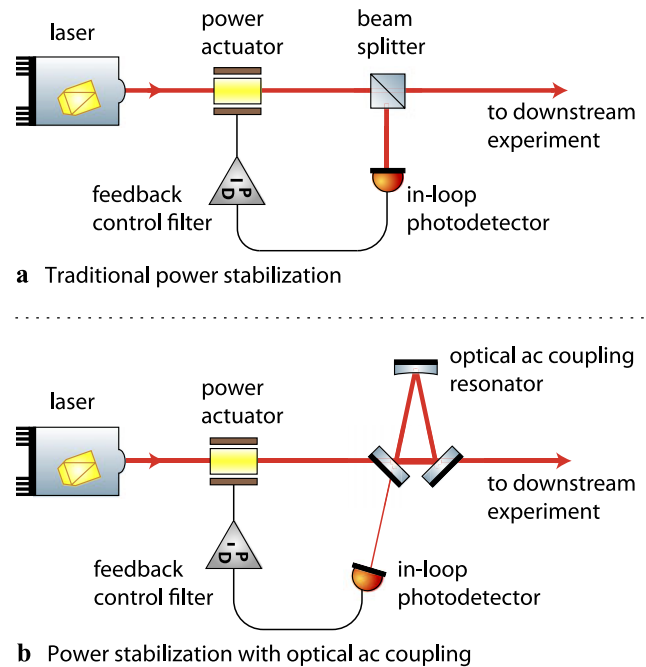 laser
power
actuator
beam
splitter
to downstream
experiment
feedback
control filter
P
I
D
in-loop
photodetector
a Traditional power stabilization
optical ac coupling
resonator
laser
power
actuator
to downstream
experiment
feedback
control filter
P
I
D
in-loop
photodetector
b Power stabilization with optical ac coupling